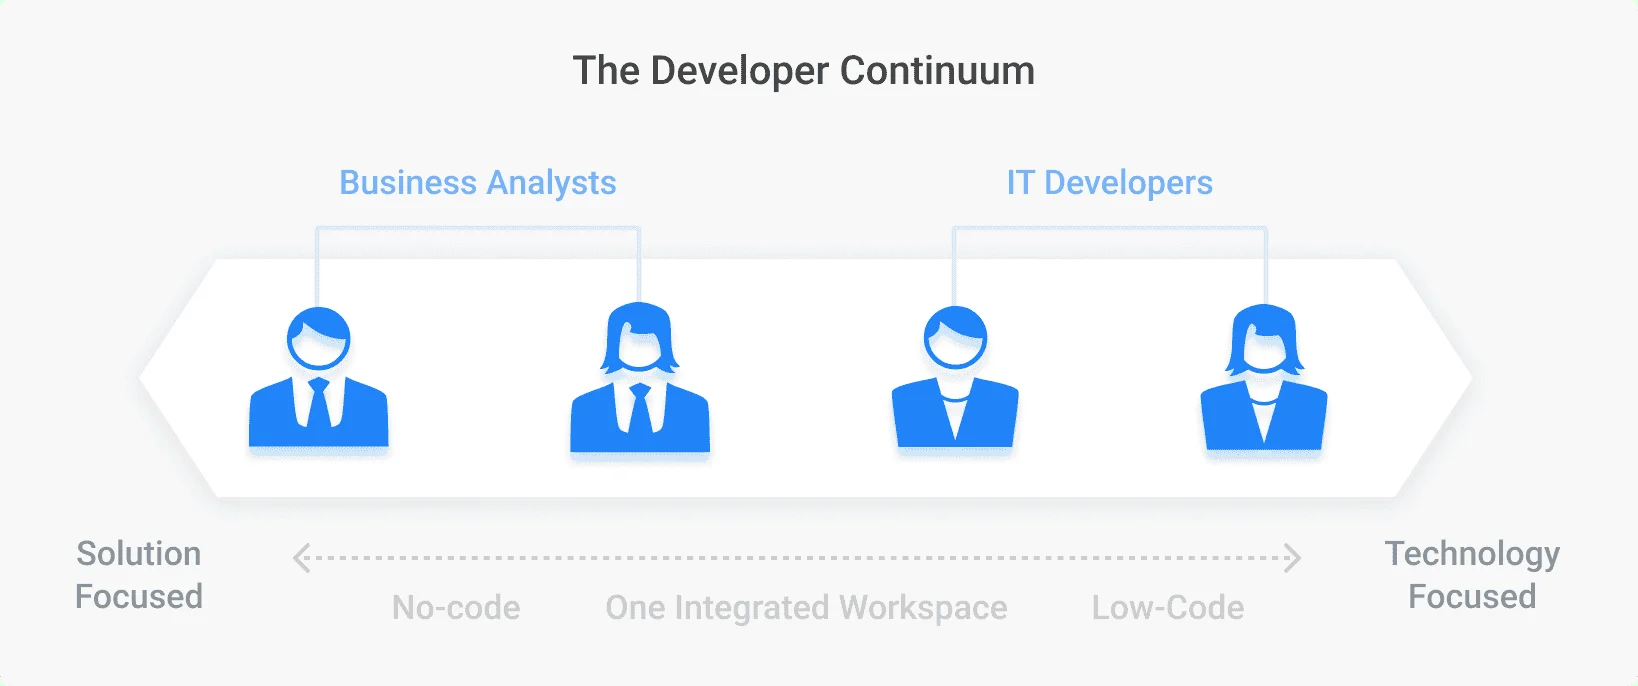 The Developer Continuum
Business Analysts
IT Developers
Solution
Focused
Technology
Focused
No-code
One Integrated Workspace
Low-Code